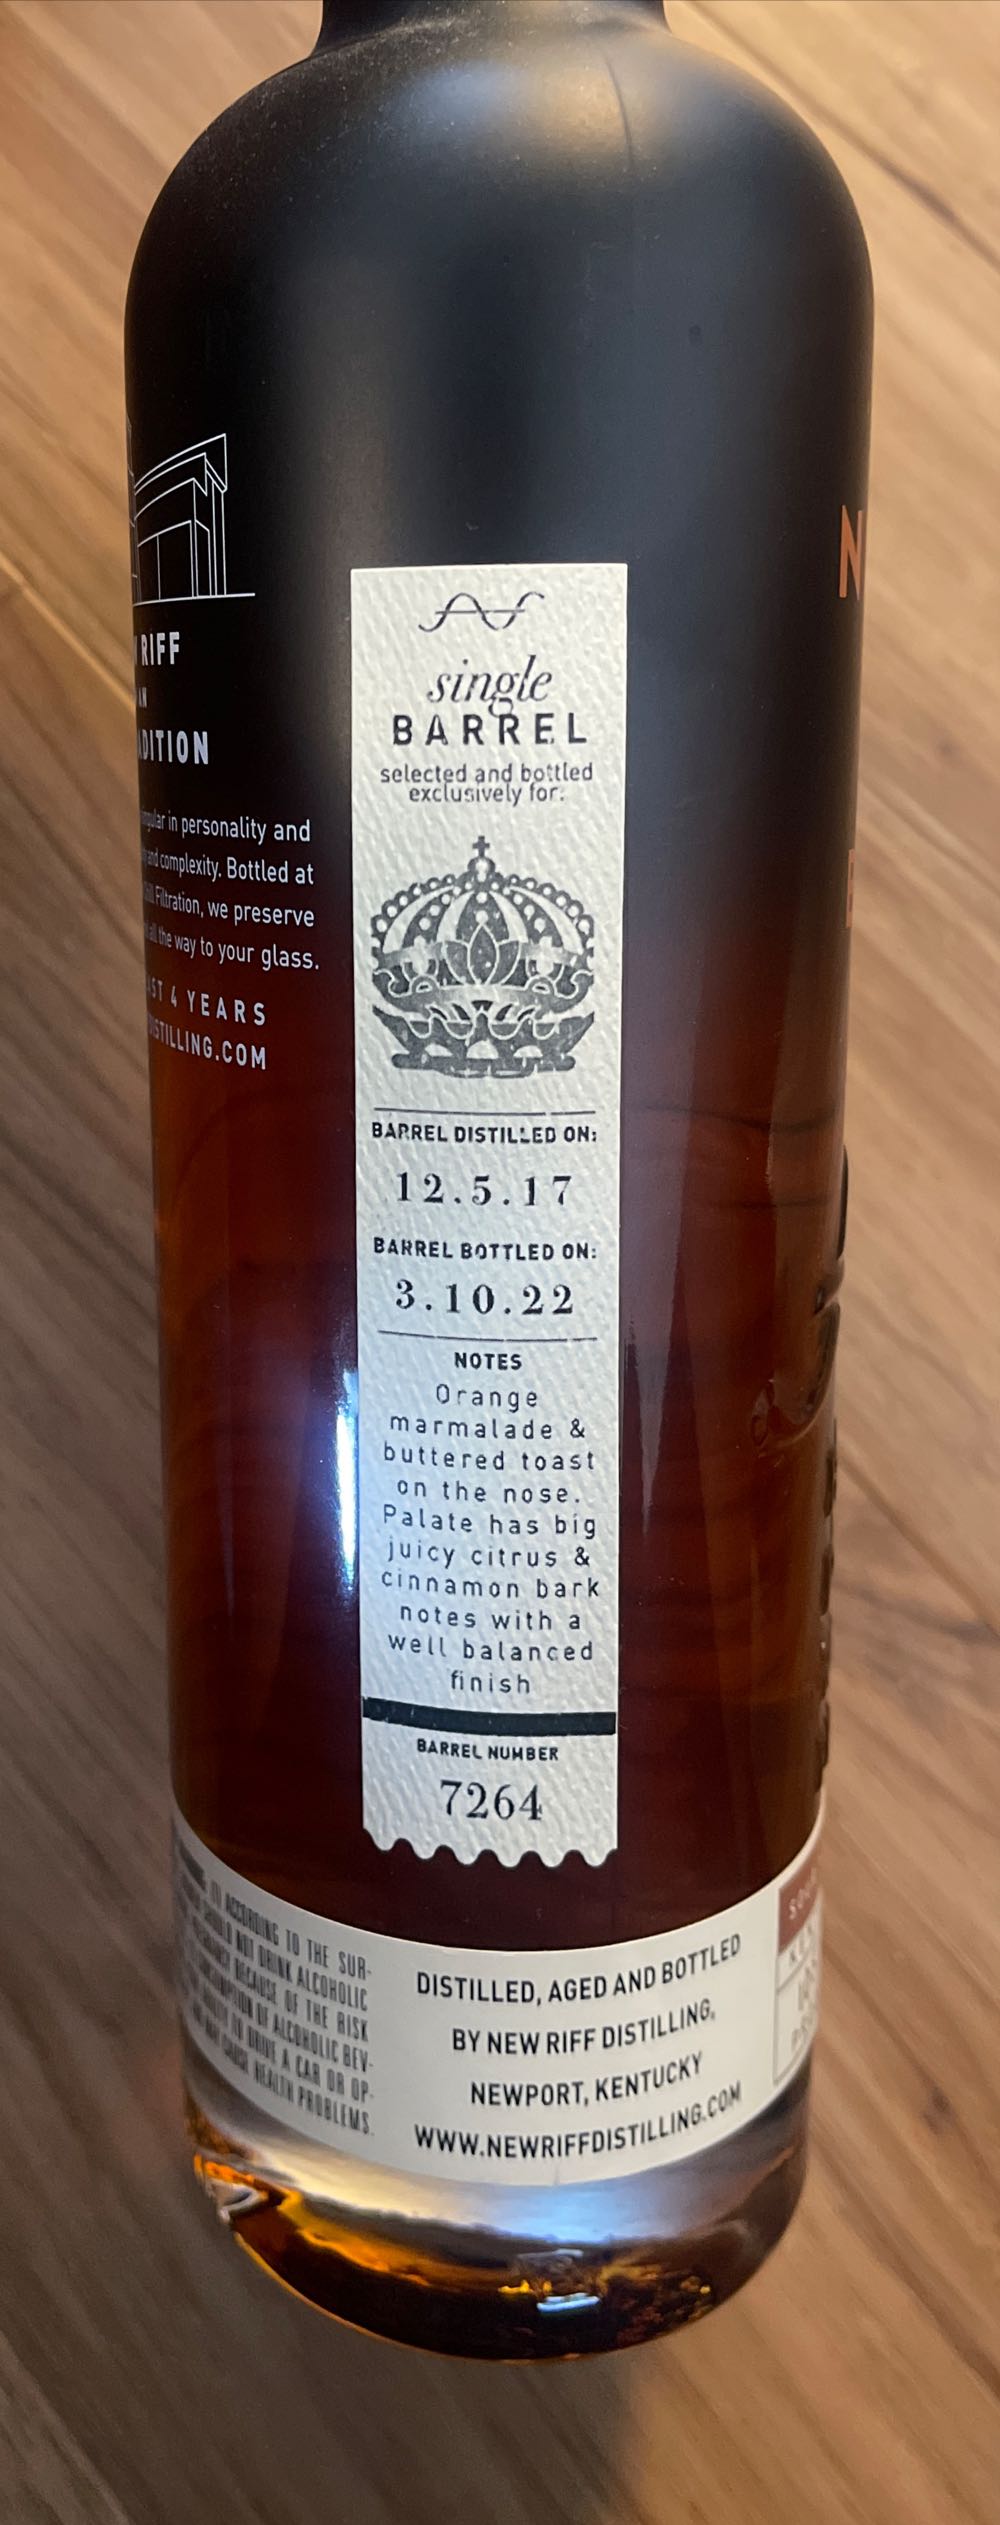 RIFF
AN
DITION
in personality and
and complexity. Bottled at
Filtration, we preserve
all the way to your glass.
4 YEARS
DISTILLING.COM
single
BARREL
selected and bottled
exclusively for:
BARREL DISTILLED ON:
12.5.17
BARREL BOTTLED ON:
3.10.22
NOTES
Orange
marmalade &
buttered toast
on the nose.
Palate has big
juicy citrus &
cinnamon bark
notes with a
well balanced
finish
BARREL NUMBER
7264
N
B
(1) ACCORDING TO THE SUR-
SHOULD NOT DRINK ALCOHOLIC
BECAUSE OF THE RISK
OF ALCOHOLIC BEV-
TO DRIVE A CAR OR OP-
MAY CAUSE HEALTH PROBLEMS.
DISTILLED, AGED AND BOTTLED
BY NEW RIFF DISTILLING,
NEWPORT, KENTUCKY
WWW.NEWRIFFDISTILLING.COM